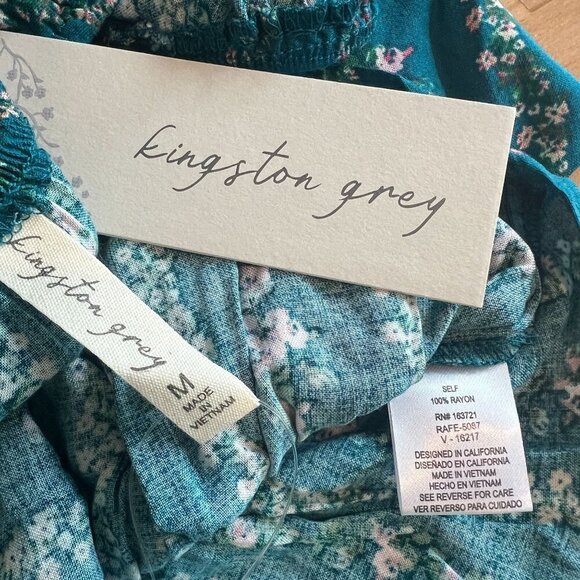 kingston grey
kingston grey
M
MADE IN
VIETNAM
SELF
100% RAYON
RN# 163721
RAFE-5087
V - 16217
DESIGNED IN CALIFORNIA
DISEÑADO EN CALIFORNIA
MADE IN VIETNAM
HECHO EN VIETNAM
SEE REVERSE FOR CARE
VER REVERSO PARA CUIDADO